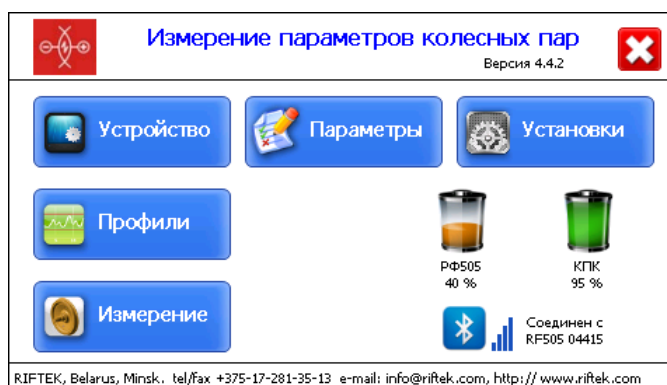 Измерение параметров колесных пар
Версия 4.4.2
Устройство
Параметры
Установки
Профили
РФ505
40 %
КПК
95 %
Измерение
Соединен с
RF505 04415
RIFTEK, Belarus, Minsk. tel/fax +375-17-281-35-13 e-mail: info@riftek.com, http://www.riftek.com